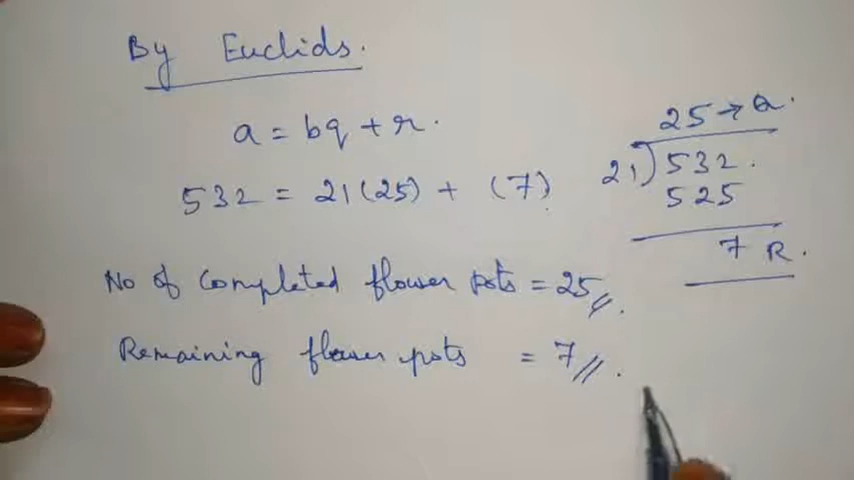 By Euclids.
a = bq + r.
532 = 21(25) + (7)
25 → Q.
21)532.
525
7 R.
No of Completed flower pots = 25//.
Remaining flower pots = 7//.